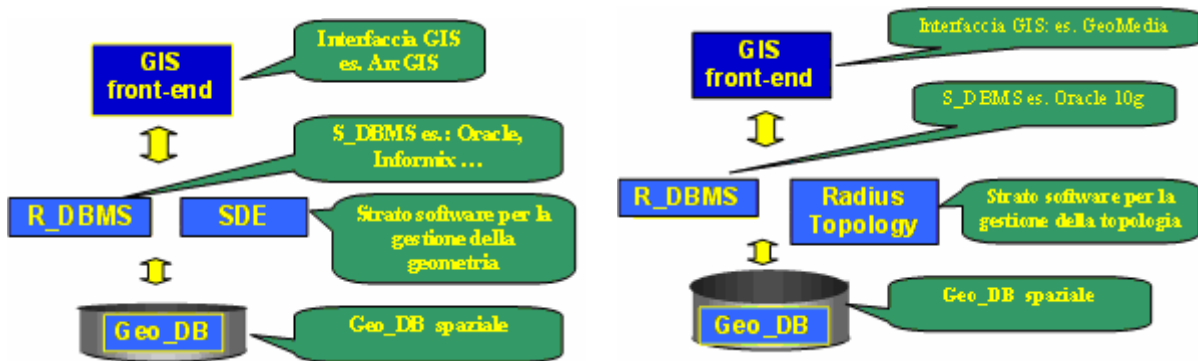 GIS
front-end
Interfaccia GIS
es. ArcGIS
S_DBMS es.: Oracle,
Informix ...
R_DBMS
SDE
Strato software per la
gestione della
geometria
Geo_DB
Geo_DB spaziale
GIS
front-end
Interfaccia GIS: es. GeoMedia
S_DBMS es. Oracle 10g
R_DBMS
Radius
Topology
Strato software per la
gestione della topologia
Geo_DB
Geo_DB spaziale